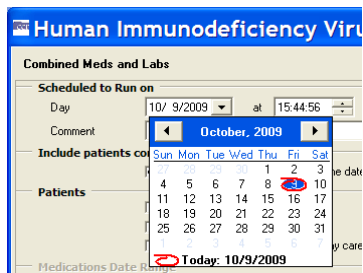 Human Immunodeficiency Viru
Combined Meds and Labs
Scheduled to Run on
Day 10/ 9/2009 at 15:44:56
Comment
October, 2009
Sun Mon Tue Wed Thu Fri Sat
27 28 29 30 1 2 3
4 5 6 7 8 9 10
11 12 13 14 15 16 17
18 19 20 21 22 23 24
25 26 27 28 29 30 31
1 2 3 4 5 6 7
Today: 10/9/2009
Include patients co
e date
Patients
y care
Medications Date Range